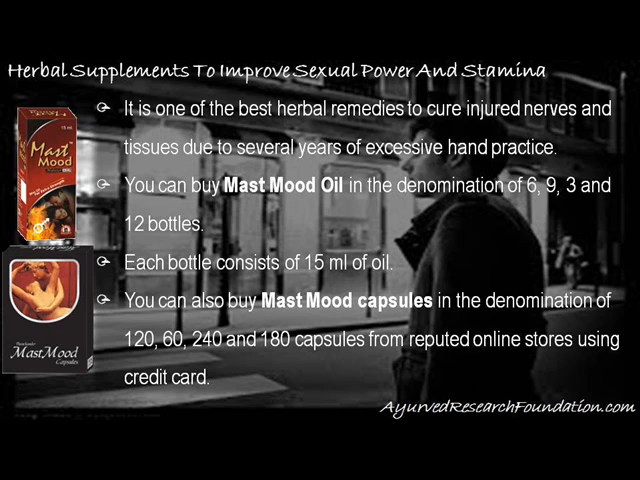 Herbal Supplements To Improve Sexual Power And Stamina
It is one of the best herbal remedies to cure injured nerves and
tissues due to several years of excessive hand practice.
You can buy Mast Mood Oil in the denomination of 6, 9, 3 and
12 bottles.
Each bottle consists of 15 ml of oil.
You can also buy Mast Mood capsules in the denomination of
120, 60, 240 and 180 capsules from reputed online stores using
credit card.
15 ml
Mast
Mood
Mast Mood
Capsules
AyurvedResearchFoundation.com